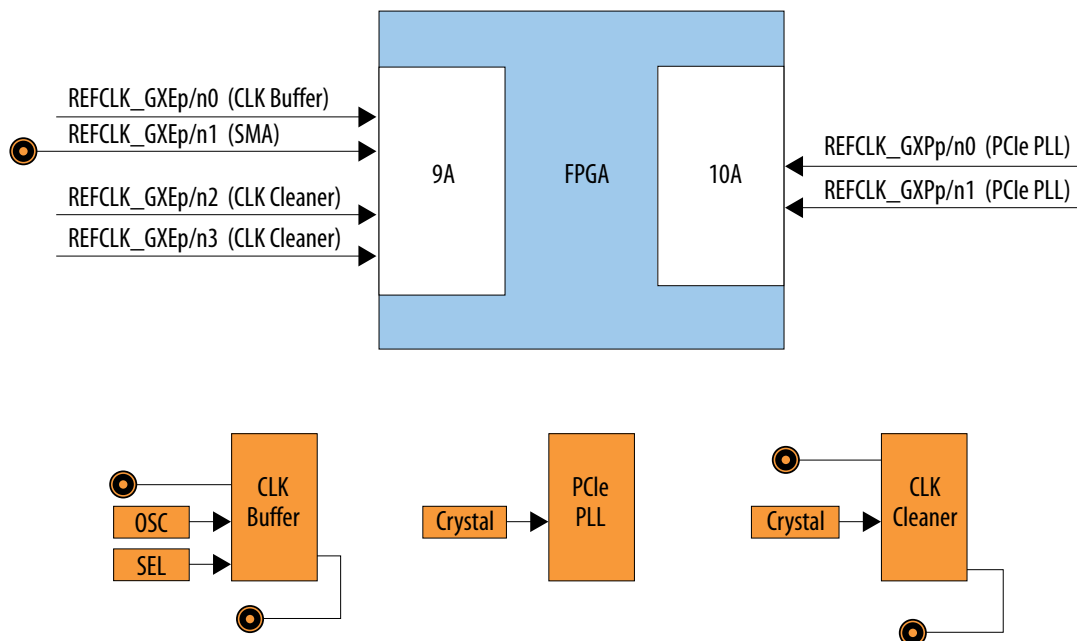 REFCLK_GXEp/n0 (CLK Buffer)
REFCLK_GXEp/n1 (SMA)
REFCLK_GXEp/n2 (CLK Cleaner)
REFCLK_GXEp/n3 (CLK Cleaner)
9A
FPGA
10A
REFCLK_GXPp/n0 (PCIe PLL)
REFCLK_GXPp/n1 (PCIe PLL)
OSC
SEL
CLK
Buffer
Crystal
PCIe
PLL
Crystal
CLK
Cleaner